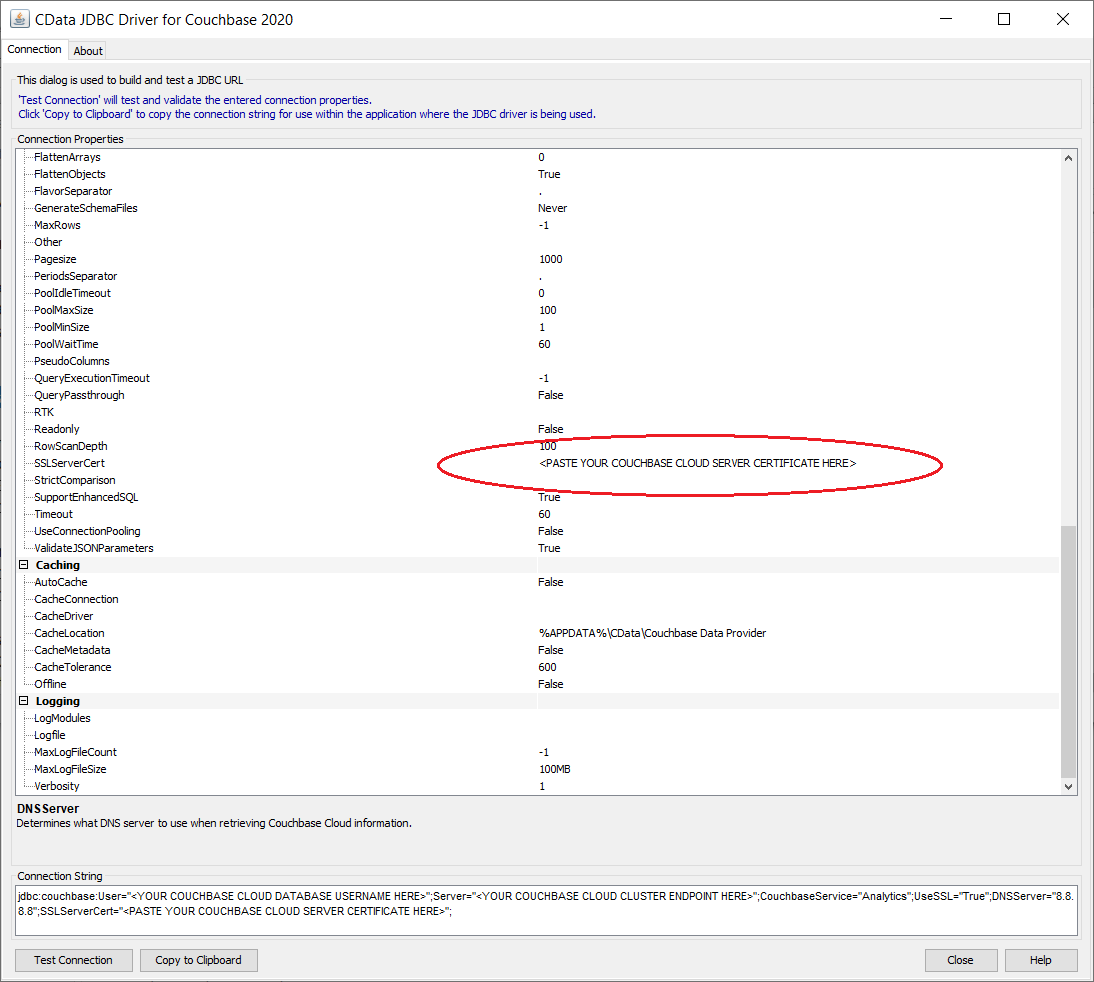 CData JDBC Driver for Couchbase 2020
Connection About
This dialog is used to build and test a JDBC URL
'Test Connection' will test and validate the entered connection properties.
Click 'Copy to Clipboard' to copy the connection string for use within the application where the JDBC driver is being used.
Connection Properties
FlattenArrays 0
FlattenObjects True
FlavorSeparator .
GenerateSchemaFiles Never
MaxRows -1
Other
Pagesize 1000
PeriodsSeparator .
PoolIdleTimeout 0
PoolMaxSize 100
PoolMinSize 1
PoolWaitTime 60
PseudoColumns
QueryExecutionTimeout -1
QueryPassthrough False
RTK
Readonly False
RowScanDepth 100
SSLServerCert <PASTE YOUR COUCHBASE CLOUD SERVER CERTIFICATE HERE>
StrictComparison
SupportEnhancedSQL True
Timeout 60
UseConnectionPooling False
ValidateJSONParameters True
Caching
AutoCache False
CacheConnection
CacheDriver
CacheLocation %APPDATA%\CData\Couchbase Data Provider
CacheMetadata False
CacheTolerance 600
Offline False
Logging
LogModules
Logfile
MaxLogFileCount -1
MaxLogFileSize 100MB
Verbosity 1
DNSServer
Determines what DNS server to use when retrieving Couchbase Cloud information.
Connection String
jdbc:couchbase:User="<YOUR COUCHBASE CLOUD DATABASE USERNAME HERE>";Server="<YOUR COUCHBASE CLOUD CLUSTER ENDPOINT HERE>";CouchbaseService="Analytics";UseSSL="True";DNSServer="8.8.
8.8";SSLServerCert="<PASTE YOUR COUCHBASE CLOUD SERVER CERTIFICATE HERE>";
Test Connection Copy to Clipboard Close Help